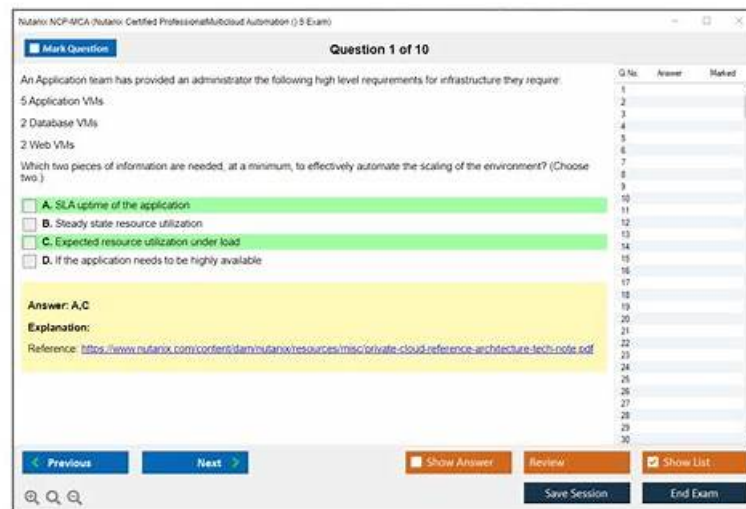 Nutanix NCP-MCA (Nutanix Certified ProfessionalMulticloud Automation () 5 Exam)
Mark Question
Question 1 of 10
An Application team has provided an administrator the following high level requirements for infrastructure they require:
5 Application VMs
2 Database VMs
2 Web VMs
Which two pieces of information are needed, at a minimum, to effectively automate the scaling of the environment? (Choose
two.)
A. SLA uptime of the application
B. Steady state resource utilization
C. Expected resource utilization under load
D. If the application needs to be highly available
Answer: A,C
Explanation:
Reference: https://www.nutanix.com/content/dam/nutanix/resources/misc/private-cloud-reference-architecture-tech-note.pdf
Q.No. Answer Marked
1
2
3
4
5
6
7
8
9
10
11
12
13
14
15
16
17
18
19
20
21
22
23
24
25
26
27
28
29
30
Previous
Next
Show Answer
Review
Show List
Save Session
End Exam